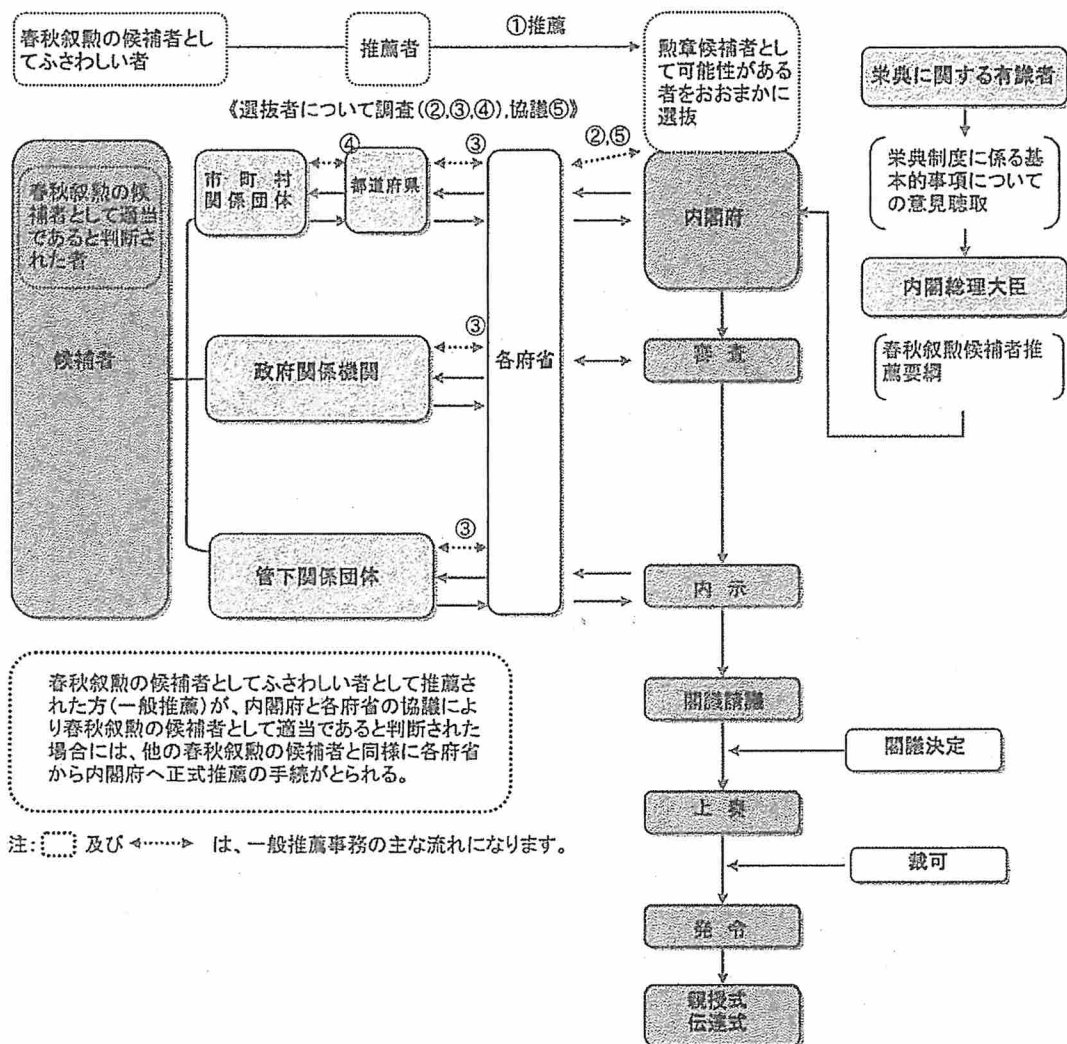 春秋叙勲の候補者とし
てふさわしい者
推薦者
①推薦
勲章候補者とし
て可能性がある
者をおおまかに
選抜
栄典に関する有識者
《選抜者について調査(②,③,④),協議⑤》
栄典制度に係る基
本的事項について
の意見聴取
内閣総理大臣
春秋叙勲候補者推
薦要綱
④
③
②,⑤
市町村
関係団体
都道府県
内閣府
春秋叙勲の候
補者として適当
であると判断さ
れた者
候補者
③
政府関係機関
各府省
審査
③
管下関係団体
内示
春秋叙勲の候補者としてふさわしい者として推薦さ
れた方(一般推薦)が、内閣府と各府省の協議によ
り春秋叙勲の候補者として適当であると判断された
場合には、他の春秋叙勲の候補者と同様に各府省
から内閣府へ正式推薦の手続がとられる。
注: 及び は、一般推薦事務の主な流れになります。
閣議請議
閣議決定
上奏
裁可
発令
親授式
伝達式